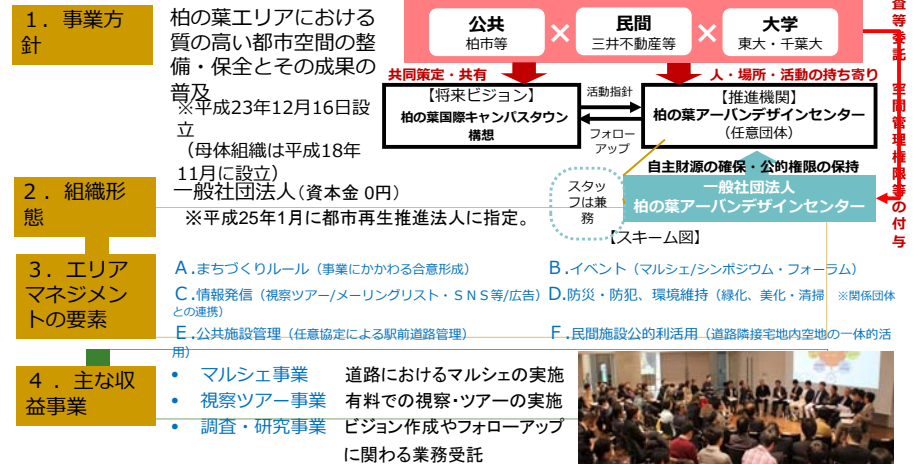 1．事業方
針
柏の葉エリアにおける
質の高い都市空間の整
備・保全とその成果の
普及
※平成23年12月16日設
立
（母体組織は平成18年
11月に設立）
公共
柏市等
×
民間
三井不動産等
×
大学
東大・千葉大
共同策定・共有
人・場所・活動の持ち寄り
【将来ビジョン】
柏の葉国際キャンパスタウン
構想
活動指針
フォロー
アップ
【推進機関】
柏の葉アーバンデザインセンター
（任意団体）
査等委託　空間管理権限等の付与
自主財源の確保・公的権限の保持
スタッ
フは兼
務
一般社団法人
柏の葉アーバンデザインセンター
【スキーム図】
2．組織形
態
一般社団法人（資本金 0円）
※平成25年1月に都市再生推進法人に指定。
3．エリア
マネジメン
トの要素
A.まちづくりルール（事業にかかわる合意形成）
B.イベント（マルシェ/シンポジウム・フォーラム）
C.情報発信（視察ツアー/メーリングリスト・SNS等/広告）D.防災・防犯、環境維持（緑化、美化・清掃　※関係団体
との連携）
E.公共施設管理（任意協定による駅前道路管理）
F.民間施設公的利活用（道路隣接宅地内空地の一体的活
用）
4．主な収
益事業
• マルシェ事業　道路におけるマルシェの実施
• 視察ツアー事業　有料での視察・ツアーの実施
• 調査・研究事業　ビジョン作成やフォローアップ
に関わる業務受託